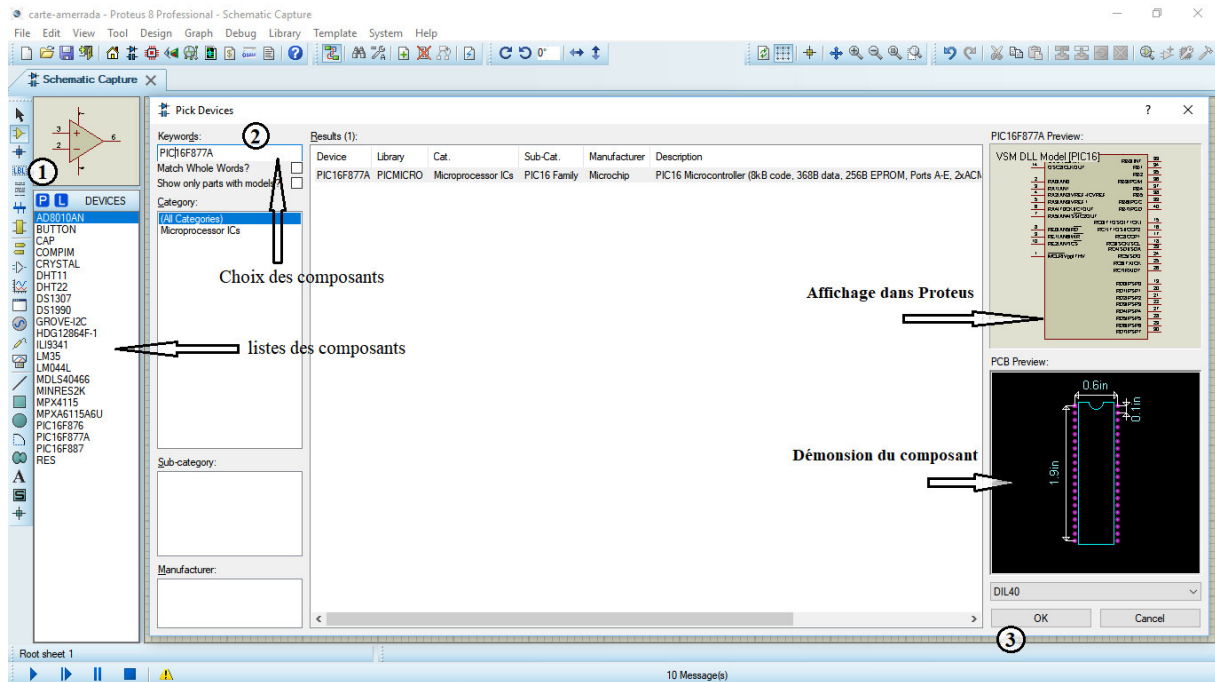 carte-amerrada - Proteus 8 Professional - Schematic Capture
File Edit View Tool Design Graph Debug Library Template System Help
0°
Schematic Capture
Pick Devices
?
3
2
6
1
P L DEVICES
AD8010AN
BUTTON
CAP
COMPIM
CRYSTAL
DHT11
DHT22
DS1307
DS1990
GROVE-I2C
HDG12864F-1
ILI9341
LM35
LM044L
MDLS40466
MINRES2K
MPX4115
MPXA6115A6U
PIC16F876
PIC16F877A
PIC16F887
RES
Keywords:
2
PIC16F877A
Match Whole Words?
Show only parts with models?
Category:
(All Categories)
Microprocessor ICs
Choix des composants
listes des composants
Sub-category:
Manufacturer:
Results (1):
Device Library Cat. Sub-Cat. Manufacturer Description
PIC16F877A PICMICRO Microprocessor ICs PIC16 Family Microchip PIC16 Microcontroller (8kB code, 368B data, 256B EPROM, Ports A-E, 2xACM
Affichage dans Proteus
Démonsion du composant
PIC16F877A Preview:
VSM DLL Model [PIC16]
PCB Preview:
0.6in
0.1in
1.9in
DIL40
OK Cancel
3
Root sheet 1
10 Message(s)